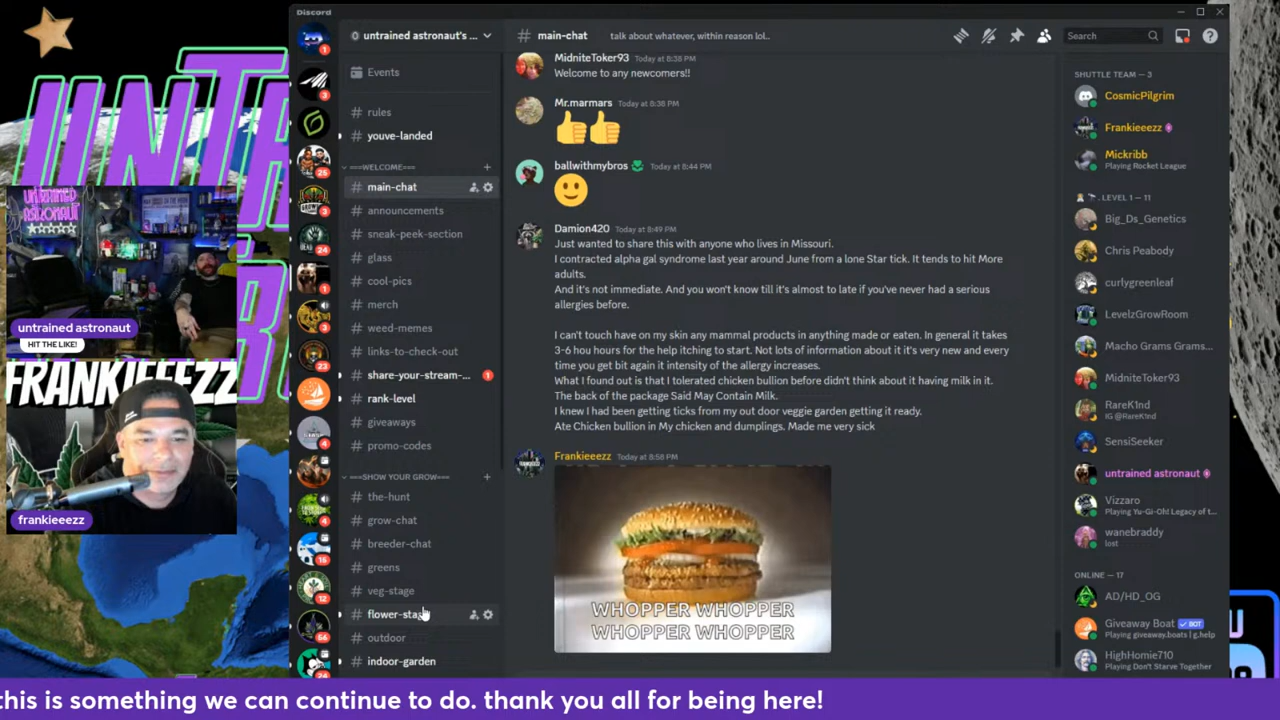 Discord
untrained astronaut's ...
# main-chat
talk about whatever, within reason lol..
Search
Events
rules
youve-landed
===WELCOME===
main-chat
announcements
sneak-peek-section
glass
cool-pics
merch
weed-memes
links-to-check-out
share-your-stream-...
1
rank-level
giveaways
promo-codes
===SHOW YOUR GROW===
the-hunt
grow-chat
breeder-chat
greens
veg-stage
flower-stage
outdoor
indoor-garden
MidniteToker93 Today at 8:38 PM
Welcome to any newcomers!!
Mr.marmars Today at 8:38 PM
ballwithmybros Today at 8:44 PM
Damion420 Today at 8:49 PM
Just wanted to share this with anyone who lives in Missouri.
I contracted alpha gal syndrome last year around June from a lone Star tick. It tends to hit More
adults.
And it's not immediate. And you won't know till it's almost to late if you've never had a serious
allergies before.
I can't touch have on my skin any mammal products in anything made or eaten. In general it takes
3-6 hou hours for the help itching to start. Not lots of information about it it's very new and every
time you get bit again it intensity of the allergy increases.
What I found out is that I tolerated chicken bullion before didn't think about it having milk in it.
The back of the package Said May Contain Milk.
I knew I had been getting ticks from my out door veggie garden getting it ready.
Ate Chicken bullion in My chicken and dumplings. Made me very sick
Frankieeezz Today at 8:58 PM
WHOPPER WHOPPER
WHOPPER WHOPPER
SHUTTLE TEAM — 3
CosmicPilgrim
Frankieeezz
Mickribb
Playing Rocket League
LEVEL 1 — 11
Big_Ds_Genetics
Chris Peabody
curlygreenleaf
LevelzGrowRoom
Macho Grams Grams...
MidniteToker93
RareK1nd
IG @RareK1nd
SensiSeeker
untrained astronaut
Vizzaro
Playing Yu-Gi-Oh! Legacy of t...
wanebraddy
lost
ONLINE — 17
AD/HD_OG
Giveaway Boat BOT
Playing giveaway.boats | g.help
HighHomie710
Playing Don't Starve Together
untrained astronaut
HIT THE LIKE!
FRANKIEEEZZ
frankieeezz
this is something we can continue to do. thank you all for being here!